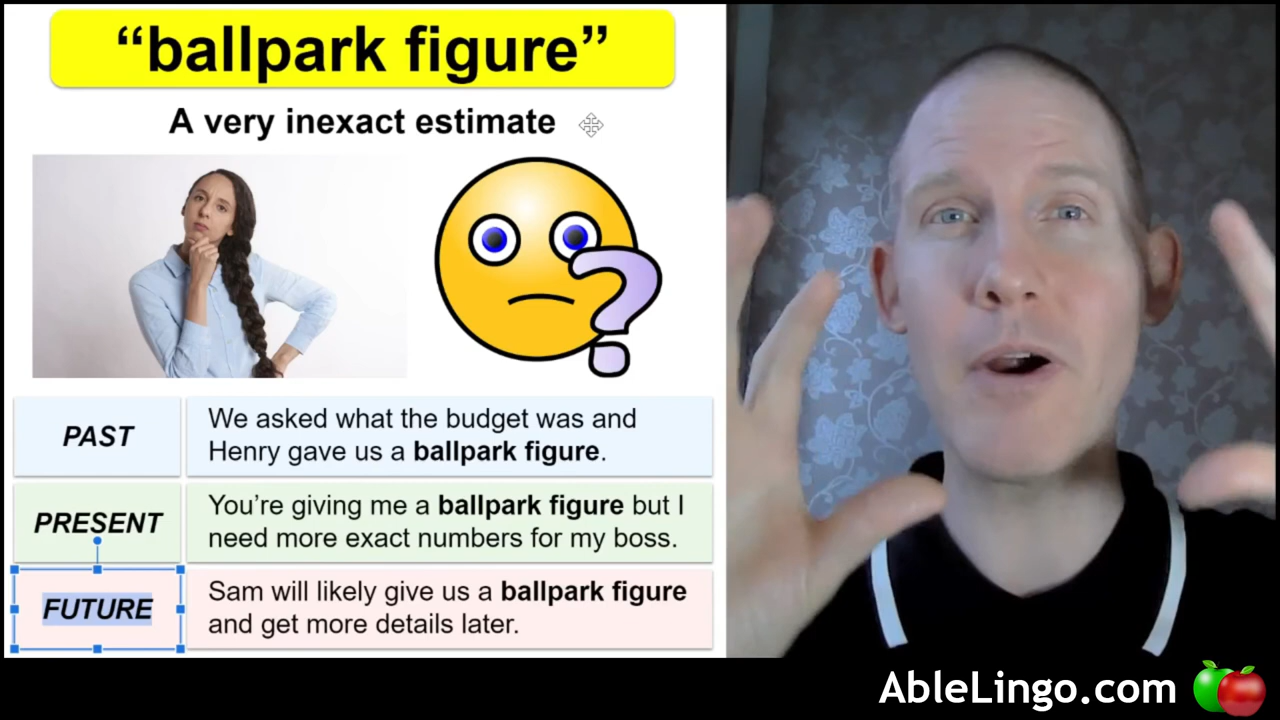 “ballpark figure”
A very inexact estimate
PAST
We asked what the budget was and
Henry gave us a ballpark figure.
PRESENT
You’re giving me a ballpark figure but I
need more exact numbers for my boss.
FUTURE
Sam will likely give us a ballpark figure
and get more details later.
AbleLingo.com